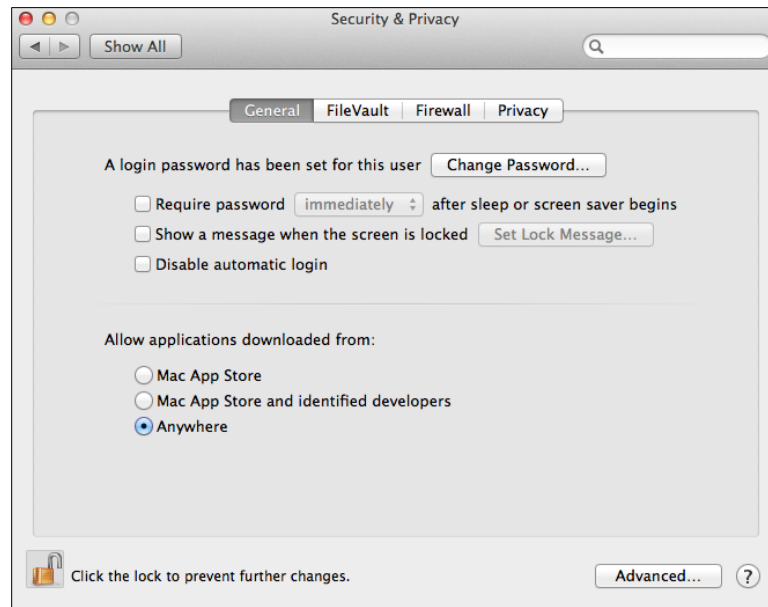 Security & Privacy
Show All
General FileVault Firewall Privacy
A login password has been set for this user Change Password...
Require password immediately after sleep or screen saver begins
Show a message when the screen is locked Set Lock Message...
Disable automatic login
Allow applications downloaded from:
Mac App Store
Mac App Store and identified developers
Anywhere
Click the lock to prevent further changes. Advanced... ?